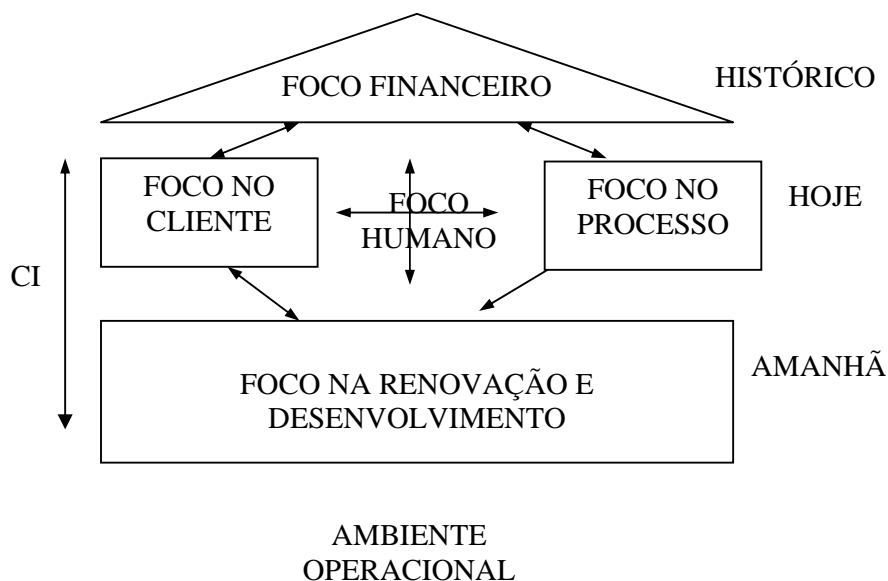 FOCO FINANCEIRO
HISTÓRICO
FOCO NO
CLIENTE
FOCO
HUMANO
FOCO NO
PROCESSO
HOJE
CI
AMANHÃ
FOCO NA RENOVAÇÃO E
DESENVOLVIMENTO
AMBIENTE
OPERACIONAL